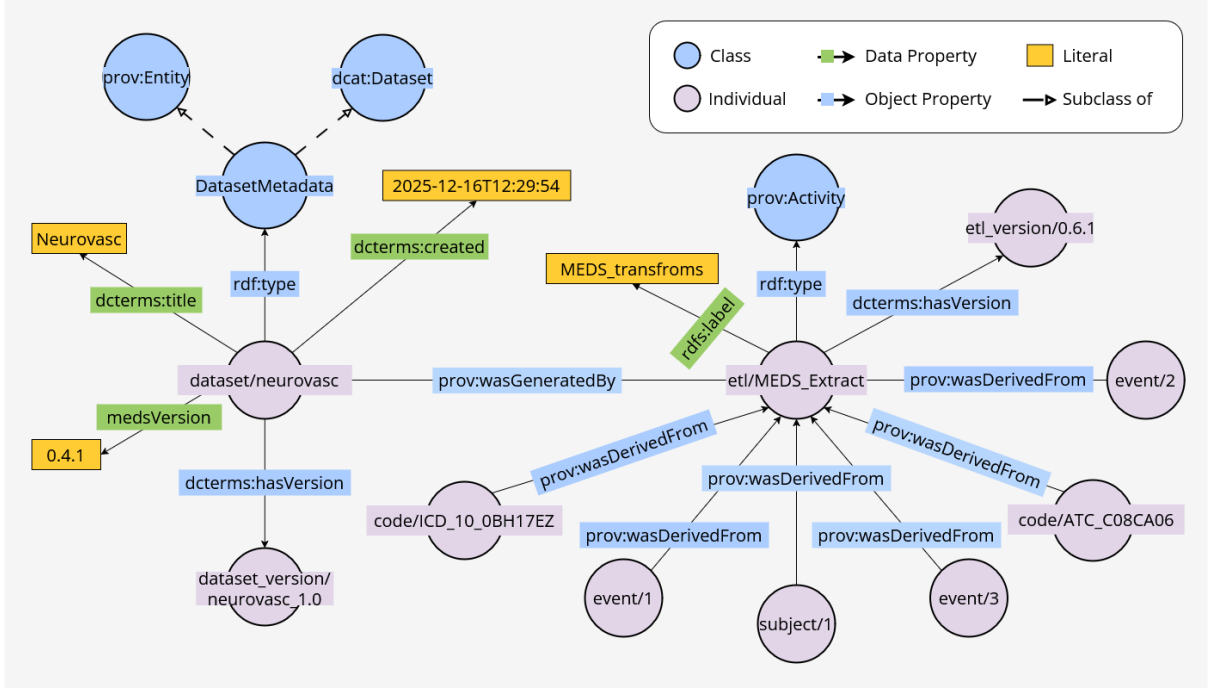 prov:Entity
dcat:Dataset
Class
Data Property
Literal
Individual
Object Property
Subclass of
DatasetMetadata
2025-12-16T12:29:54
prov:Activity
etl_version/0.6.1
Neurovasc
dcterms:created
MEDS_transfroms
rdf:type
rdf:type
dcterms:title
dcterms:hasVersion
rdfs:label
dataset/neurovasc
prov:wasGeneratedBy
etl/MEDS_Extract
prov:wasDerivedFrom
event/2
medsVersion
0.4.1
prov:wasDerivedFrom
prov:wasDerivedFrom
dcterms:hasVersion
prov:wasDerivedFrom
code/ICD_10_0BH17EZ
code/ATC_C08CA06
prov:wasDerivedFrom
prov:wasDerivedFrom
dataset_version/
neurovasc_1.0
event/1
event/3
subject/1